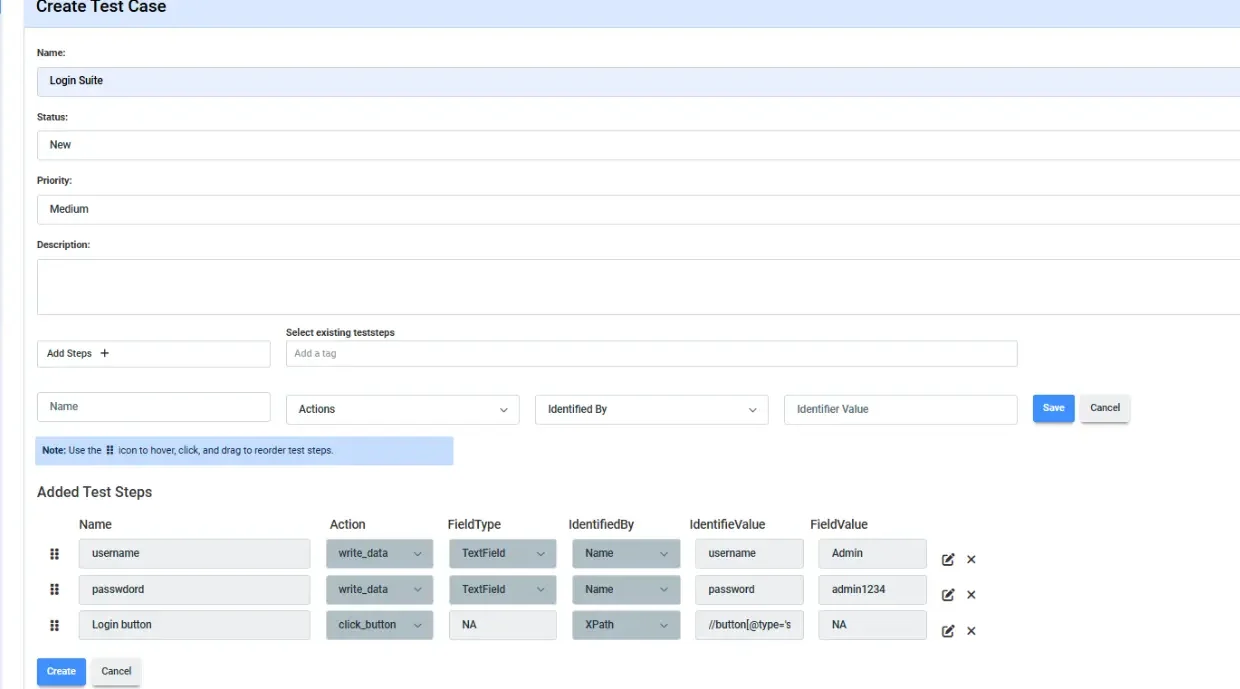 Create Test Case
Name:
Login Suite
Status:
New
Priority:
Medium
Description:
Select existing teststeps
Add Steps +
Add a tag
Name
Actions
Identified By
Identifier Value
Save
Cancel
Note: Use the ⠿ icon to hover, click, and drag to reorder test steps.
Added Test Steps
Name Action FieldType IdentifiedBy IdentifieValue FieldValue
username write_data TextField Name username Admin
passwdord write_data TextField Name password admin1234
Login button click_button NA XPath //button[@type='s NA
Create Cancel